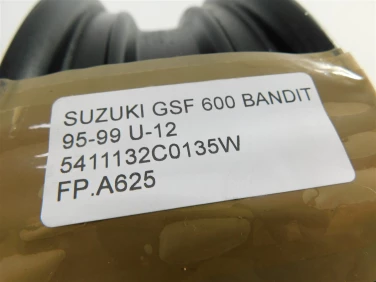 SUZUKI GSF 600 BANDIT
95-99 U-12
5411132C0135W
FP.A625